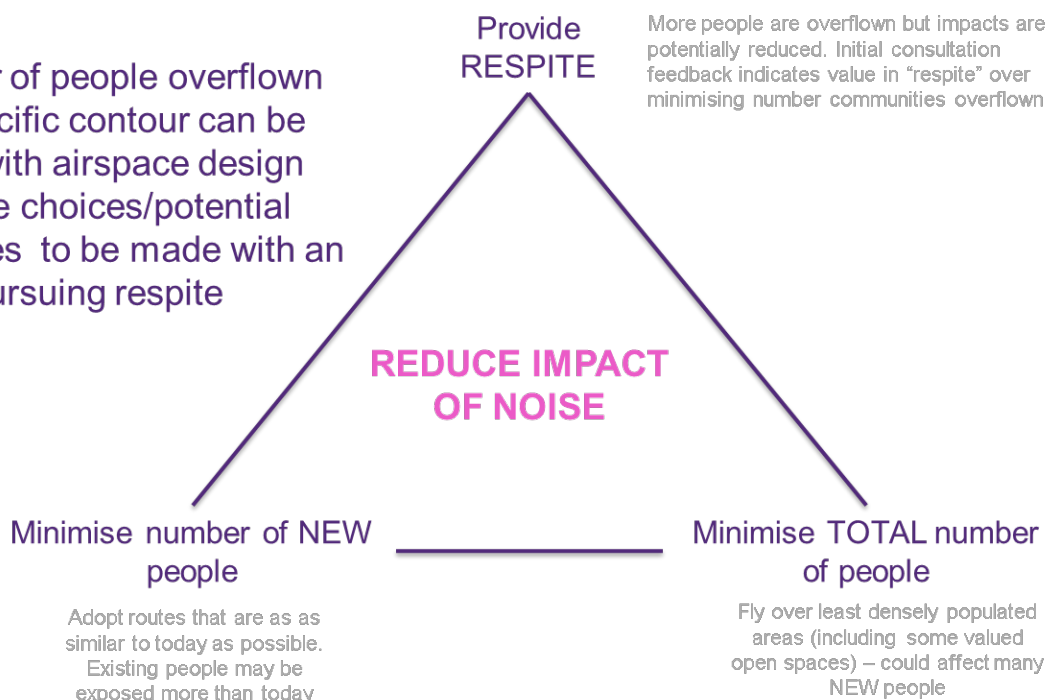 Provide
RESPITE
More people are overflown but impacts are
potentially reduced. Initial consultation
feedback indicates value in “respite” over
minimising number communities overflown
r of people overflown
cific contour can be
with airspace design
e choices/potential
es to be made with an
ursuing respite
REDUCE IMPACT
OF NOISE
Minimise number of NEW
people
Adopt routes that are as as
similar to today as possible.
Existing people may be
exposed more than today
Minimise TOTAL number
of people
Fly over least densely populated
areas (including some valued
open spaces) – could affect many
NEW people